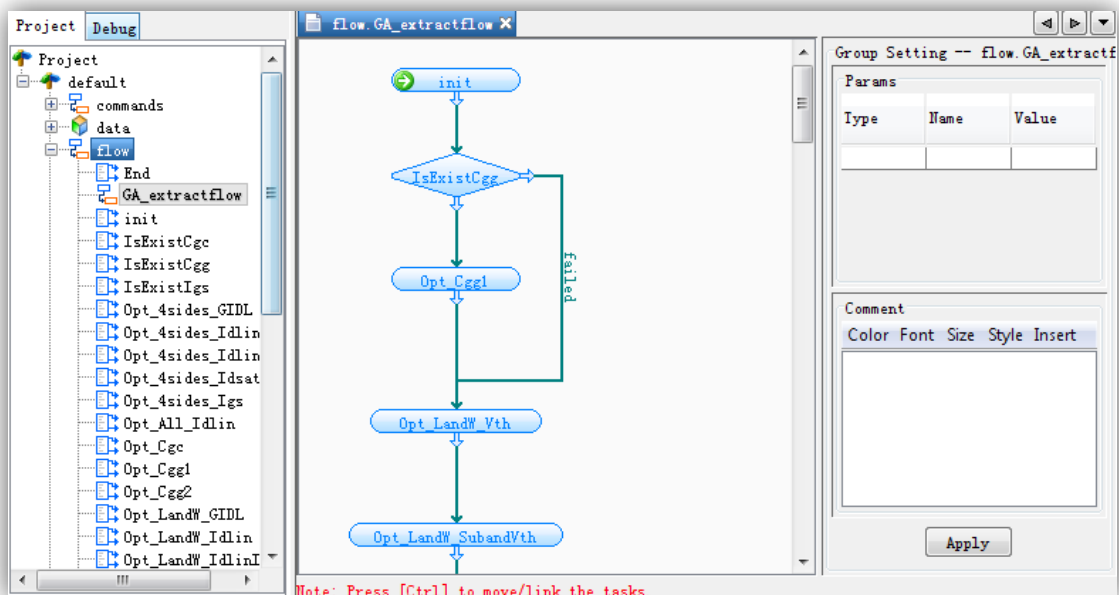 Project Debug
Project
default
commands
data
flow
End
GA_extractflow
init
IsExistCgc
IsExistCgg
IsExistIgs
Opt_4sides_GIDL
Opt_4sides_Idlin
Opt_4sides_Idlin
Opt_4sides_Idsat
Opt_4sides_Igs
Opt_All_Idlin
Opt_Cgc
Opt_Cgg1
Opt_Cgg2
Opt_LandW_GIDL
Opt_LandW_Idlin
Opt_LandW_IdlinI
flow.GA_extractflow
init
IsExistCgg
failed
Opt_Cgg1
Opt_LandW_Vth
Opt_LandW_SubandVth
Note: Press [Ctrl] to move/link the tasks
Group Setting -- flow.GA_extractf
Params
Type Name Value
Comment
Color Font Size Style Insert
Apply